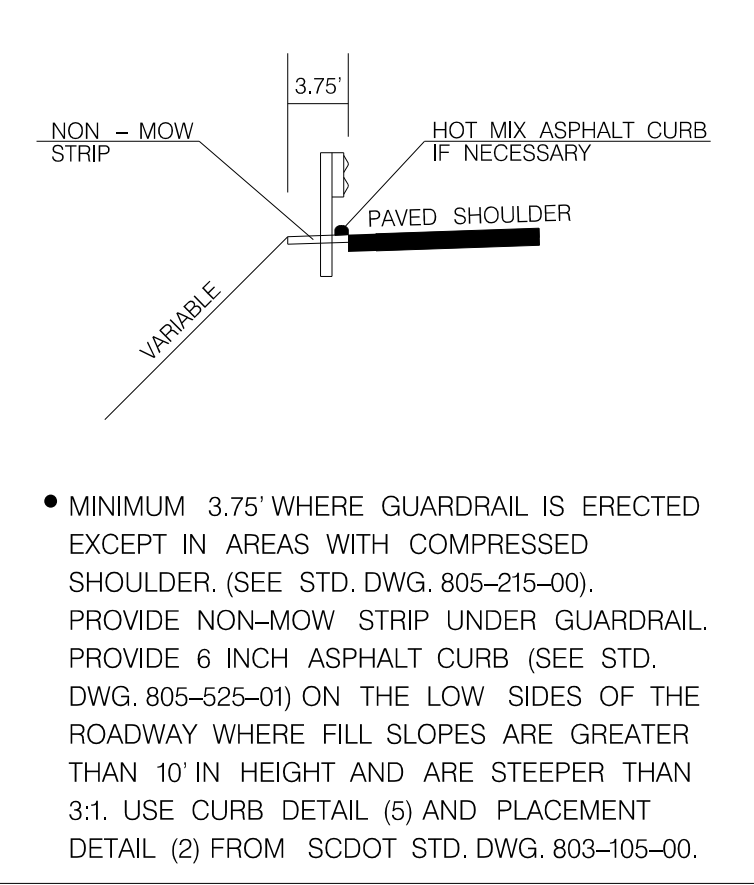 3.75'
NON – MOW
STRIP
HOT MIX ASPHALT CURB
IF NECESSARY
PAVED SHOULDER
VARIABLE
● MINIMUM 3.75' WHERE GUARDRAIL IS ERECTED
EXCEPT IN AREAS WITH COMPRESSED
SHOULDER. (SEE STD. DWG. 805–215–00).
PROVIDE NON–MOW STRIP UNDER GUARDRAIL.
PROVIDE 6 INCH ASPHALT CURB (SEE STD.
DWG. 805–525–01) ON THE LOW SIDES OF THE
ROADWAY WHERE FILL SLOPES ARE GREATER
THAN 10' IN HEIGHT AND ARE STEEPER THAN
3:1. USE CURB DETAIL (5) AND PLACEMENT
DETAIL (2) FROM SCDOT STD. DWG. 803–105–00.